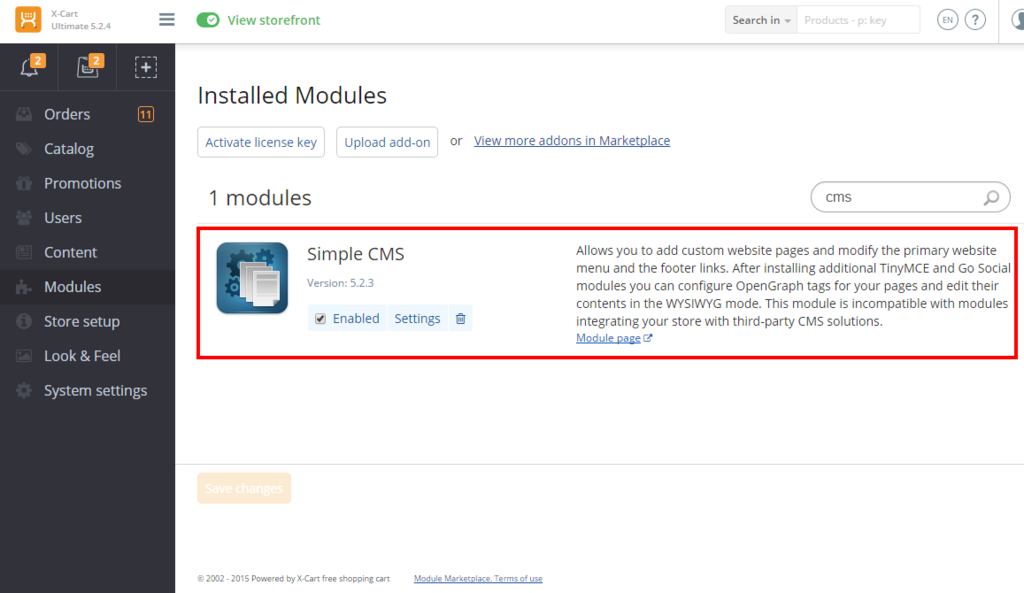 X-Cart
Ultimate 5.2.4
View storefront
Search in
Products - p: key
EN
?
2
2
Orders
11
Catalog
Promotions
Users
Content
Modules
Store setup
Look & Feel
System settings
Installed Modules
Activate license key
Upload add-on
or
View more addons in Marketplace
1 modules
cms
Simple CMS
Version: 5.2.3
Enabled
Settings
Allows you to add custom website pages and modify the primary website
menu and the footer links. After installing additional TinyMCE and Go Social
modules you can configure OpenGraph tags for your pages and edit their
contents in the WYSIWYG mode. This module is incompatible with modules
integrating your store with third-party CMS solutions.
Module page
Save changes
© 2002 - 2015 Powered by X-Cart free shopping cart
Module Marketplace. Terms of use